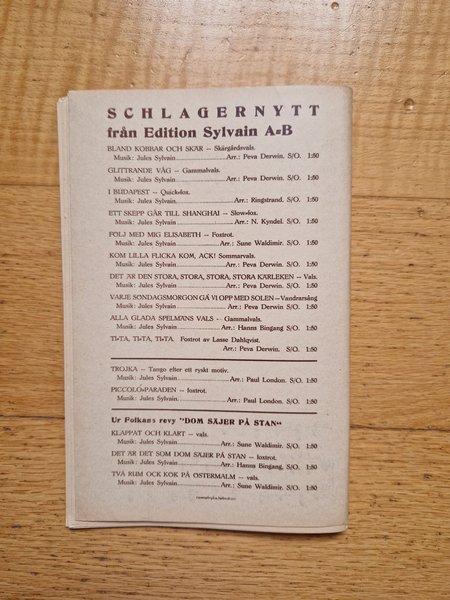 SCHLAGERNYTT
från Edition Sylvain A=B
BLAND KOBBAR OCH SKÄR -- Skärgårdsvals.
Musik: Jules Sylvain............Arr.: Peva Derwin. S/O. 1:50
GLITTRANDE VÅG -- Gammalvals.
Musik: Jules Sylvain............Arr.: Peva Derwin. S/O. 1:50
I BUDAPEST -- Quick=fox.
Musik: Jules Sylvain............Arr.: Ringstrand. S/O. 1:50
ETT SKEPP GÅR TILL SHANGHAI -- Slow=fox.
Musik: Jules Sylvain............Arr.: N. Kyndel. S/O. 1:50
FÖLJ MED MIG ELISABETH -- Foxtrot.
Musik: Jules Sylvain............Arr.: Sune Waldimir. S/O. 1:50
KOM LILLA FLICKA KOM, ACK! Sommarvals.
Musik: Jules Sylvain............Arr.: Peva Derwin. S/O. 1:50
DET ÄR DEN STORA, STORA, STORA, STORA KÄRLEKEN -- Vals.
Musik: Jules Sylvain............Arr.: Peva Derwin. S/O. 1:50
VARJE SÖNDAGSMORGON GÅ VI OPP MED SOLEN -- Vandrarsång
Musik: Jules Sylvain............Arr.: Peva Derwin. S/O. 1:50
ALLA GLADA SPELMÄNS VALS -- Gammalvals.
Musik: Jules Sylvain............Arr.: Hanns Bingang S/O. 1:50
TI=TA, TI=TA, TI=TA. Foxtrot av Lasse Dahlqvist.
Arr.: Peva Derwin. S/O. 1:50
TROJKA -- Tango efter ett ryskt motiv.
Musik: Jules Sylvain............Arr.: Paul London. S/O. 1:50
PICCOLO=PARADEN -- foxtrot.
Musik: Jules Sylvain............Arr.: Paul London. S/O. 1:50
Ur Folkans revy "DOM SÄJER PÅ STAN"
KLAPPAT OCH KLART -- vals.
Musik: Jules Sylvain............Arr.: Sune Waldimir. S/O. 1:50
DET ÄR DET SOM DOM SÄJER PÅ STAN -- foxtrot.
Musik: Jules Sylvain............Arr.: Hanns Bingang, S/O. 1:50
TVÅ RUM OCK KÖK PÅ ÖSTERMALM -- vals.
Musik: Jules Sylvain............Arr.: Sune Waldimir. S/O. 1:50